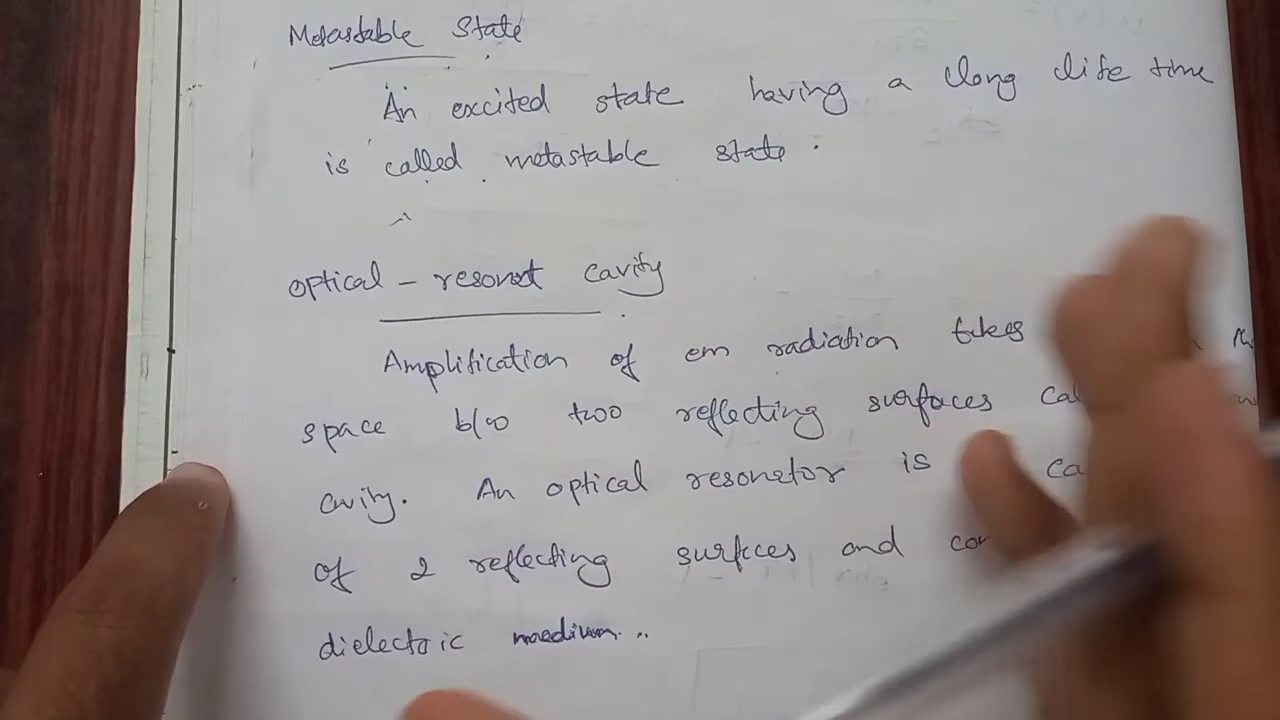 Metastable State
An excited state having a long life time
is called metastable state.
Optical - resonat cavity
Amplification of em radiation takes
space b/w two reflecting surfaces
cavity. An optical resonator is
of 2 reflecting surfaces and
dielectric medium..